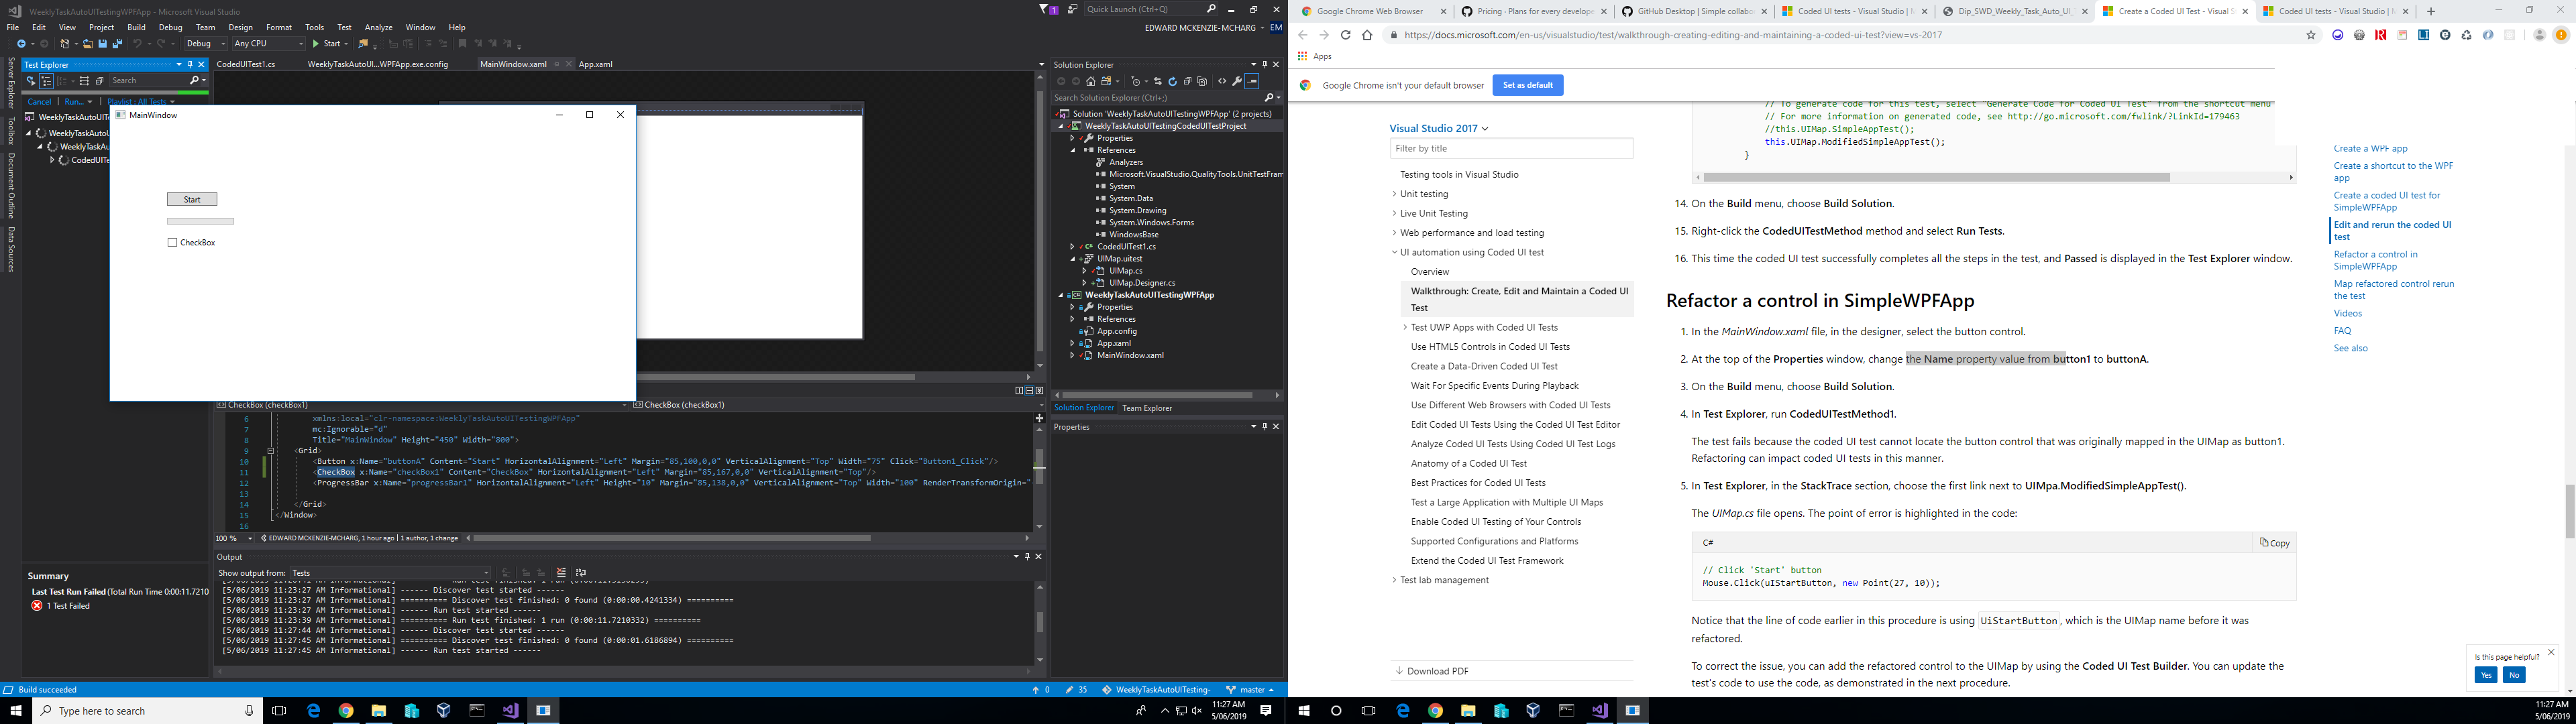 WeeklyTaskAutoUITestingWPFApp - Microsoft Visual Studio
1
Quick Launch (Ctrl+Q)
File Edit View Project Build Debug Team Design Format Tools Test Analyze Window Help
EDWARD MCKENZIE-MCHARG EM
Debug Any CPU Start
Server Explorer
Toolbox
Document Outline
Data Sources
Test Explorer
Search
Cancel | Run... | Playlist : All Tests
WeeklyTaskAutoUITe
WeeklyTaskAutoU
WeeklyTaskAu
CodedUITe
Summary
Last Test Run Failed (Total Run Time 0:00:11.7210
1 Test Failed
MainWindow
Start
CheckBox
CodedUITest1.cs WeeklyTaskAutoUI...WPFApp.exe.config MainWindow.xaml App.xaml
CheckBox (checkBox1) CheckBox (checkBox1)
6 xmlns:local="clr-namespace:WeeklyTaskAutoUITestingWPFApp"
7 mc:Ignorable="d"
8 Title="MainWindow" Height="450" Width="800">
9 <Grid>
10 <Button x:Name="buttonA" Content="Start" HorizontalAlignment="Left" Margin="85,100,0,0" VerticalAlignment="Top" Width="75" Click="Button1_Click"/>
11 <CheckBox x:Name="checkBox1" Content="CheckBox" HorizontalAlignment="Left" Margin="85,167,0,0" VerticalAlignment="Top"/>
12 <ProgressBar x:Name="progressBar1" HorizontalAlignment="Left" Height="10" Margin="85,138,0,0" VerticalAlignment="Top" Width="100" RenderTransformOrigin="
13
14 </Grid>
15 </Window>
16
100 % EDWARD MCKENZIE-MCHARG, 1 hour ago | 1 author, 1 change
Output
Show output from: Tests
[5/06/2019 11:23:27 AM Informational] ------ Discover test started ------
[5/06/2019 11:23:27 AM Informational] ========== Discover test finished: 0 found (0:00:00.4241334) ==========
[5/06/2019 11:23:27 AM Informational] ------ Run test started ------
[5/06/2019 11:23:39 AM Informational] ========== Run test finished: 1 run (0:00:11.7210332) ==========
[5/06/2019 11:27:44 AM Informational] ------ Discover test started ------
[5/06/2019 11:27:45 AM Informational] ========== Discover test finished: 0 found (0:00:01.6186894) ==========
[5/06/2019 11:27:45 AM Informational] ------ Run test started ------
Solution Explorer
Search Solution Explorer (Ctrl+;)
Solution 'WeeklyTaskAutoUITestingWPFApp' (2 projects)
WeeklyTaskAutoUITestingCodedUITestProject
Properties
References
Analyzers
Microsoft.VisualStudio.QualityTools.UnitTestFram
System
System.Data
System.Drawing
System.Windows.Forms
WindowsBase
CodedUITest1.cs
UIMap.uitest
UIMap.cs
UIMap.Designer.cs
WeeklyTaskAutoUITestingWPFApp
Properties
References
App.config
App.xaml
MainWindow.xaml
Solution Explorer Team Explorer
Properties
Build succeeded 0 35 WeeklyTaskAutoUITesting- master
Type here to search
11:27 AM
5/06/2019
Google Chrome Web Browser
Pricing · Plans for every develope
GitHub Desktop | Simple collabo
Coded UI tests - Visual Studio |
Dip_SWD_Weekly_Task_Auto_UI_
Create a Coded UI Test - Visual S
Coded UI tests - Visual Studio |
https://docs.microsoft.com/en-us/visualstudio/test/walkthrough-creating-editing-and-maintaining-a-coded-ui-test?view=vs-2017
Apps
Google Chrome isn't your default browser Set as default
Visual Studio 2017
Filter by title
Testing tools in Visual Studio
Unit testing
Live Unit Testing
Web performance and load testing
UI automation using Coded UI test
Overview
Walkthrough: Create, Edit and Maintain a Coded UI
Test
Test UWP Apps with Coded UI Tests
Use HTML5 Controls in Coded UI Tests
Create a Data-Driven Coded UI Test
Wait For Specific Events During Playback
Use Different Web Browsers with Coded UI Tests
Edit Coded UI Tests Using the Coded UI Test Editor
Analyze Coded UI Tests Using Coded UI Test Logs
Anatomy of a Coded UI Test
Best Practices for Coded UI Tests
Test a Large Application with Multiple UI Maps
Enable Coded UI Testing of Your Controls
Supported Configurations and Platforms
Extend the Coded UI Test Framework
Test lab management
Download PDF
// To generate code for this test, select "Generate Code for Coded UI Test" from the shortcut menu
// For more information on generated code, see http://go.microsoft.com/fwlink/?LinkId=179463
//this.UIMap.SimpleAppTest();
this.UIMap.ModifiedSimpleAppTest();
}
14. On the Build menu, choose Build Solution.
15. Right-click the CodedUITestMethod method and select Run Tests.
16. This time the coded UI test successfully completes all the steps in the test, and Passed is displayed in the Test Explorer window.
Refactor a control in SimpleWPFApp
1. In the MainWindow.xaml file, in the designer, select the button control.
2. At the top of the Properties window, change the Name property value from button1 to buttonA.
3. On the Build menu, choose Build Solution.
4. In Test Explorer, run CodedUITestMethod1.
The test fails because the coded UI test cannot locate the button control that was originally mapped in the UIMap as button1.
Refactoring can impact coded UI tests in this manner.
5. In Test Explorer, in the StackTrace section, choose the first link next to UIMpa.ModifiedSimpleAppTest().
The UIMap.cs file opens. The point of error is highlighted in the code:
C# Copy
// Click 'Start' button
Mouse.Click(uIStartButton, new Point(27, 10));
Notice that the line of code earlier in this procedure is using UiStartButton, which is the UIMap name before it was
refactored.
To correct the issue, you can add the refactored control to the UIMap by using the Coded UI Test Builder. You can update the
test's code to use the code, as demonstrated in the next procedure.
Create a WPF app
Create a shortcut to the WPF
app
Create a coded UI test for
SimpleWPFApp
Edit and rerun the coded UI
test
Refactor a control in
SimpleWPFApp
Map refactored control rerun
the test
Videos
FAQ
See also
Is this page helpful?
Yes No
11:27 AM
5/06/2019